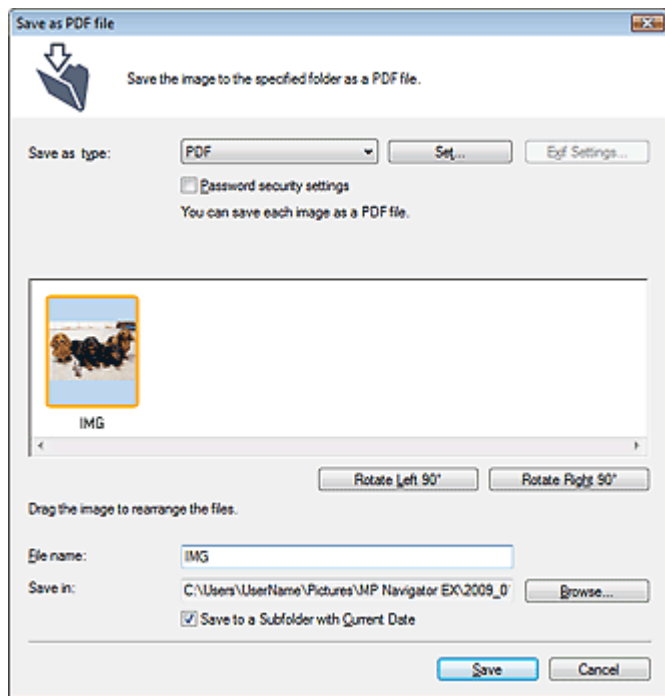 Save as PDF file
Save the image to the specified folder as a PDF file.
Save as type: PDF Set... Exif Settings...
Password security settings
You can save each image as a PDF file.
IMG
Rotate Left 90° Rotate Right 90°
Drag the image to rearrange the files.
File name: IMG
Save in: C:\Users\UserName\Pictures\MP Navigator EX\2009_0 Browse...
Save to a Subfolder with Current Date
Save Cancel